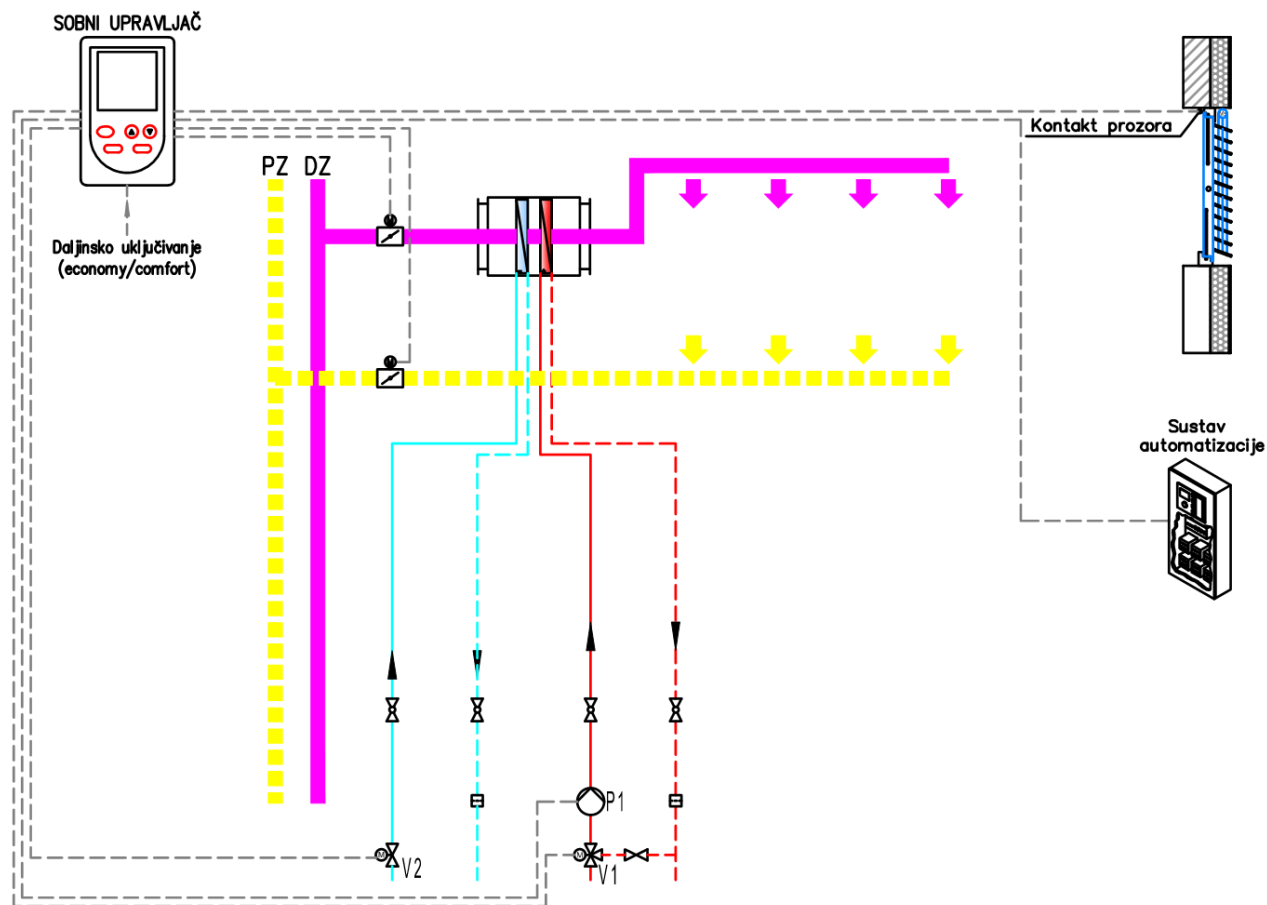 SOBNI UPRAVLJAČ
Kontakt prozora
PZ DZ
Daljinsko uključivanje
(economy/comfort)
M
M
Sustav
automatizacije
P1
M
V2
M
V1